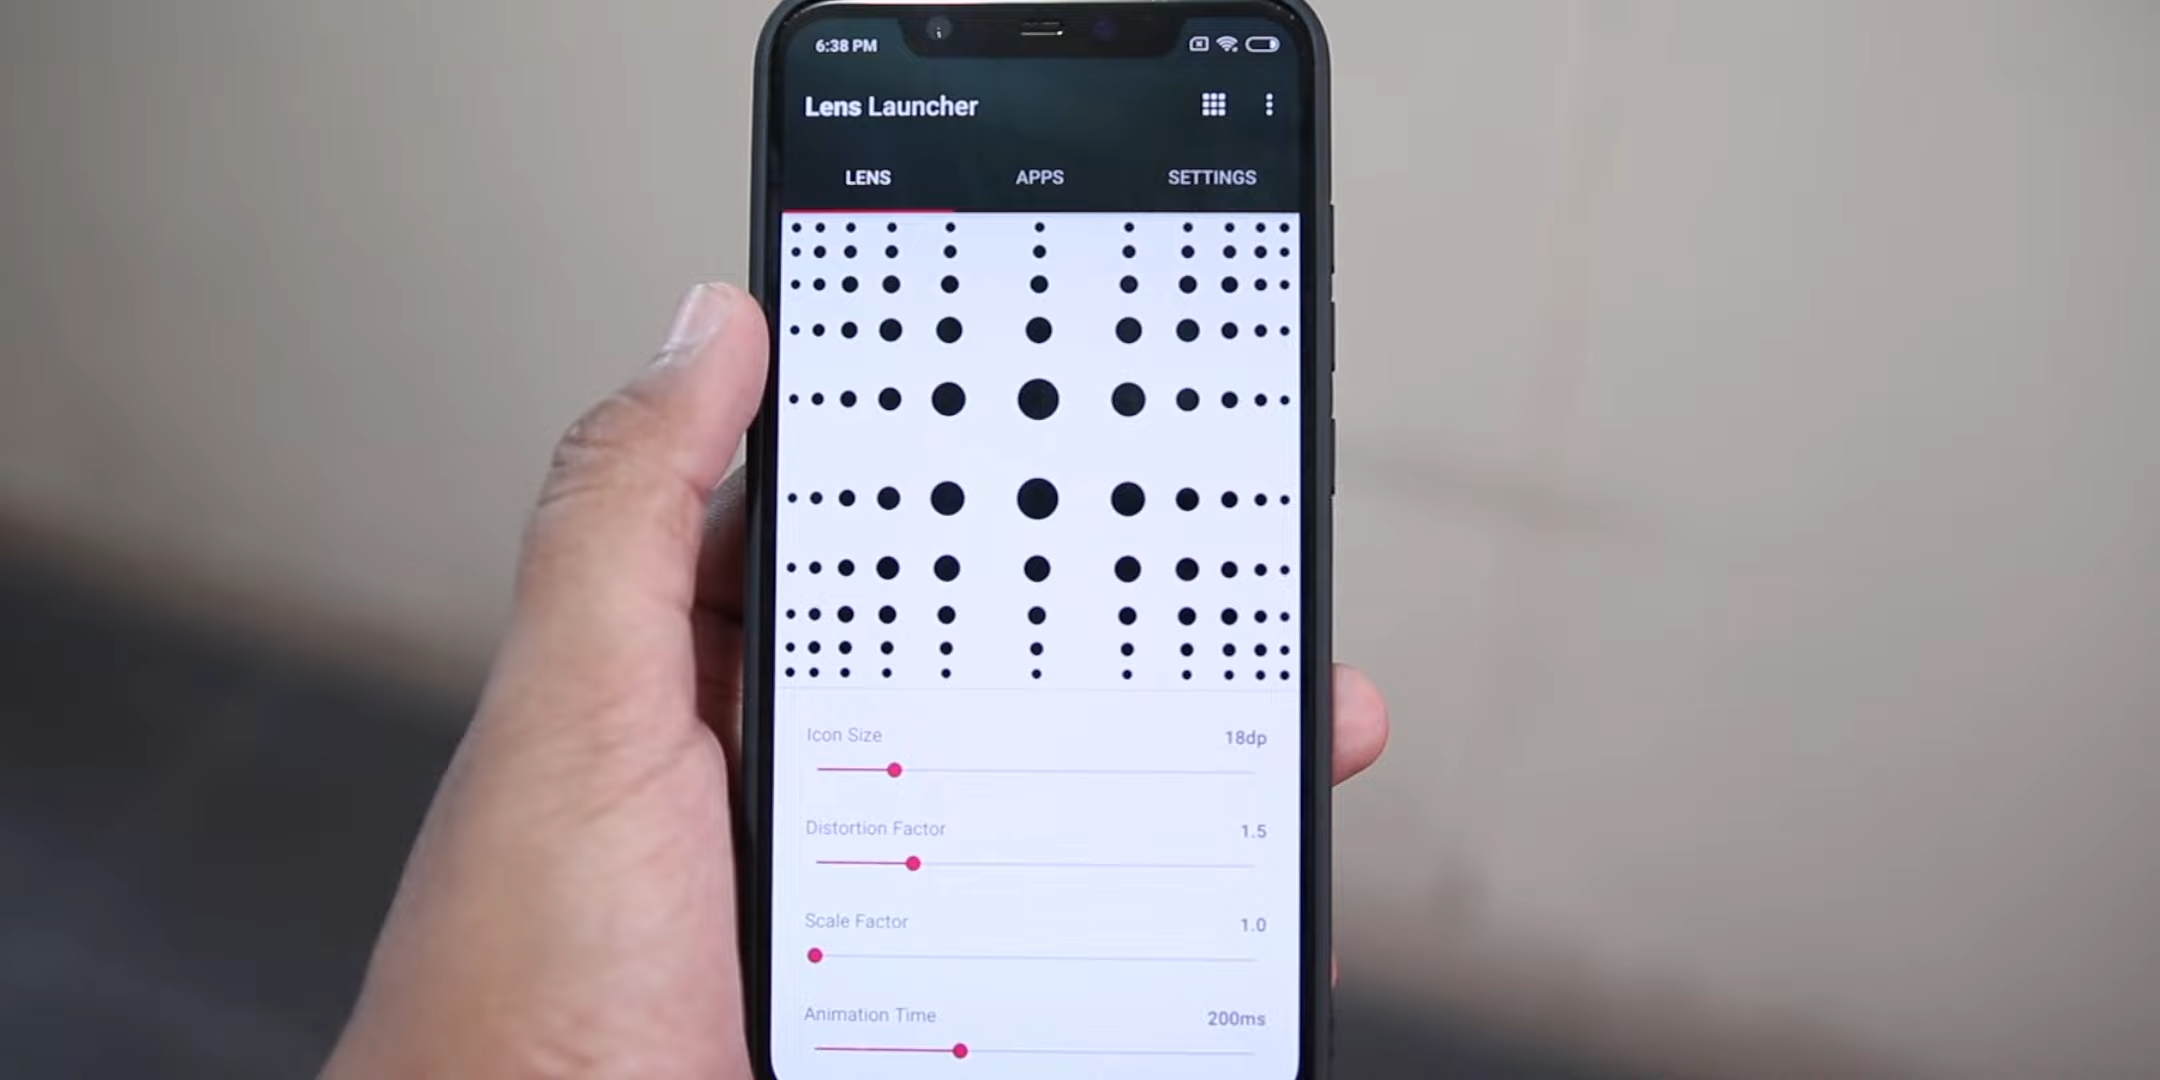 6:38 PM
Lens Launcher
LENS APPS SETTINGS
Icon Size 18dp
Distortion Factor 1.5
Scale Factor 1.0
Animation Time 200ms